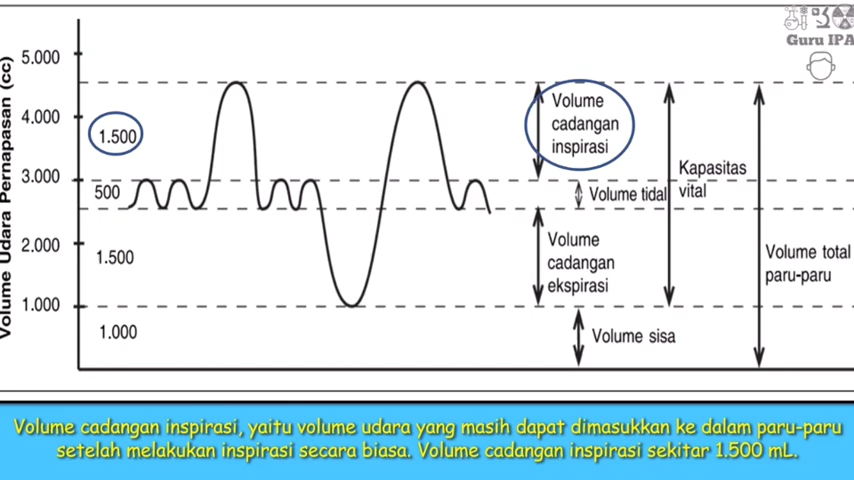 Guru IPA
Volume Udara Pernapasan (cc)
5.000
4.000
1.500
3.000
500
2.000
1.500
1.000
1.000
Volume
cadangan
inspirasi
Volume tidal
Kapasitas
vital
Volume
cadangan
ekspirasi
Volume total
paru-paru
Volume sisa
Volume cadangan inspirasi, yaitu volume udara yang masih dapat dimasukkan ke dalam paru-paru
setelah melakukan inspirasi secara biasa. Volume cadangan inspirasi sekitar 1.500 mL.